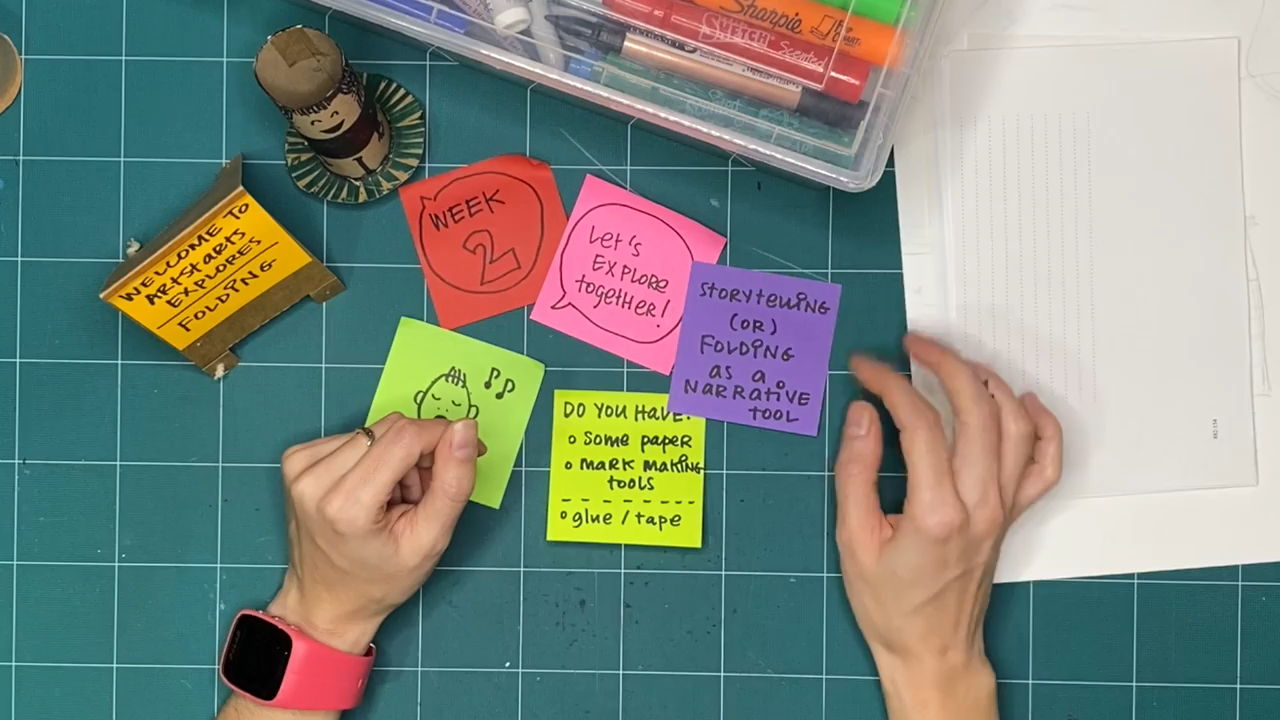 Sharpie
SKETCH
Scented
WELCOME TO
ARTSTARTS
EXPLORES
FOLDING
WEEK
2
Let's
EXPLORE
together!
STORYTELLING
(OR)
FOLDING
as a
NARRATIVE
TOOL
DO YOU HAVE:
some paper
MARK MAKING
tools
glue / tape